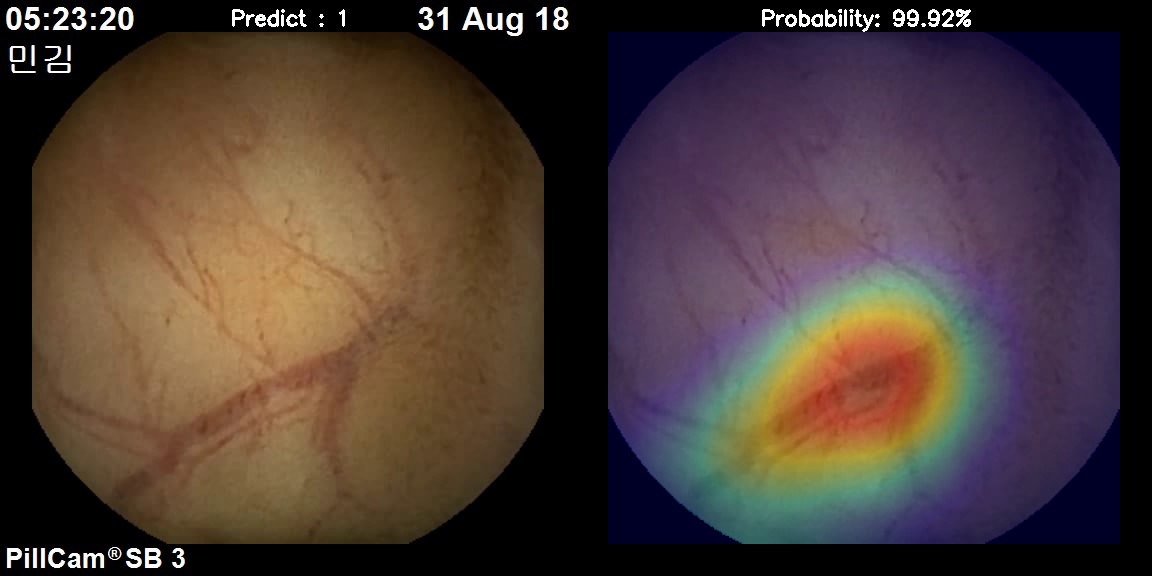 05:23:20 Predict : 1 31 Aug 18 Probability: 99.92%
민김
PillCam® SB 3